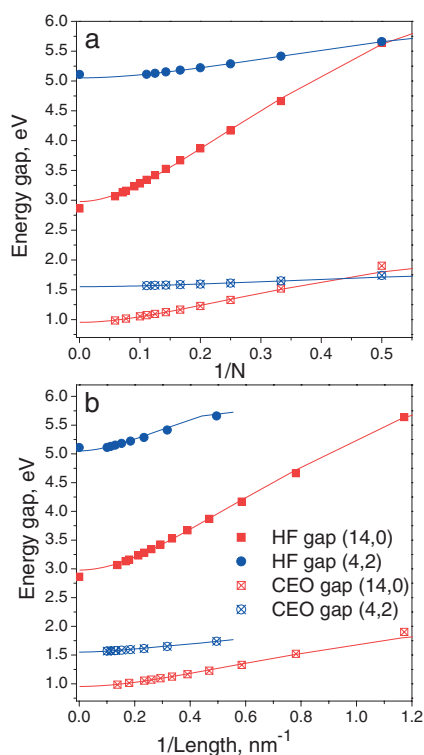 a
6.0
5.5
5.0
4.5
4.0
3.5
3.0
2.5
2.0
1.5
1.0
Energy gap, eV
0.0 0.1 0.2 0.3 0.4 0.5
1/N
b
6.0
5.5
5.0
4.5
4.0
3.5
3.0
2.5
2.0
1.5
1.0
Energy gap, eV
HF gap (14,0)
HF gap (4,2)
CEO gap (14,0)
CEO gap (4,2)
0.0 0.2 0.4 0.6 0.8 1.0 1.2
1/Length, nm⁻¹